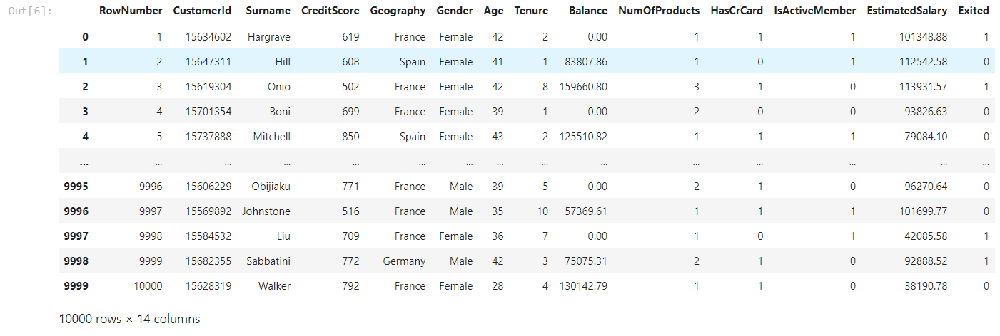 Out[6]:
RowNumber CustomerId Surname CreditScore Geography Gender Age Tenure Balance NumOfProducts HasCrCard IsActiveMember EstimatedSalary Exited
0 1 15634602 Hargrave 619 France Female 42 2 0.00 1 1 1 101348.88 1
1 2 15647311 Hill 608 Spain Female 41 1 83807.86 1 0 1 112542.58 0
2 3 15619304 Onio 502 France Female 42 8 159660.80 3 1 0 113931.57 1
3 4 15701354 Boni 699 France Female 39 1 0.00 2 0 0 93826.63 0
4 5 15737888 Mitchell 850 Spain Female 43 2 125510.82 1 1 1 79084.10 0
... ... ... ... ... ... ... ... ... ... ... ... ... ... ...
9995 9996 15606229 Obijiaku 771 France Male 39 5 0.00 2 1 0 96270.64 0
9996 9997 15569892 Johnstone 516 France Male 35 10 57369.61 1 1 1 101699.77 0
9997 9998 15584532 Liu 709 France Female 36 7 0.00 1 0 1 42085.58 1
9998 9999 15682355 Sabbatini 772 Germany Male 42 3 75075.31 2 1 0 92888.52 1
9999 10000 15628319 Walker 792 France Female 28 4 130142.79 1 1 0 38190.78 0
10000 rows × 14 columns